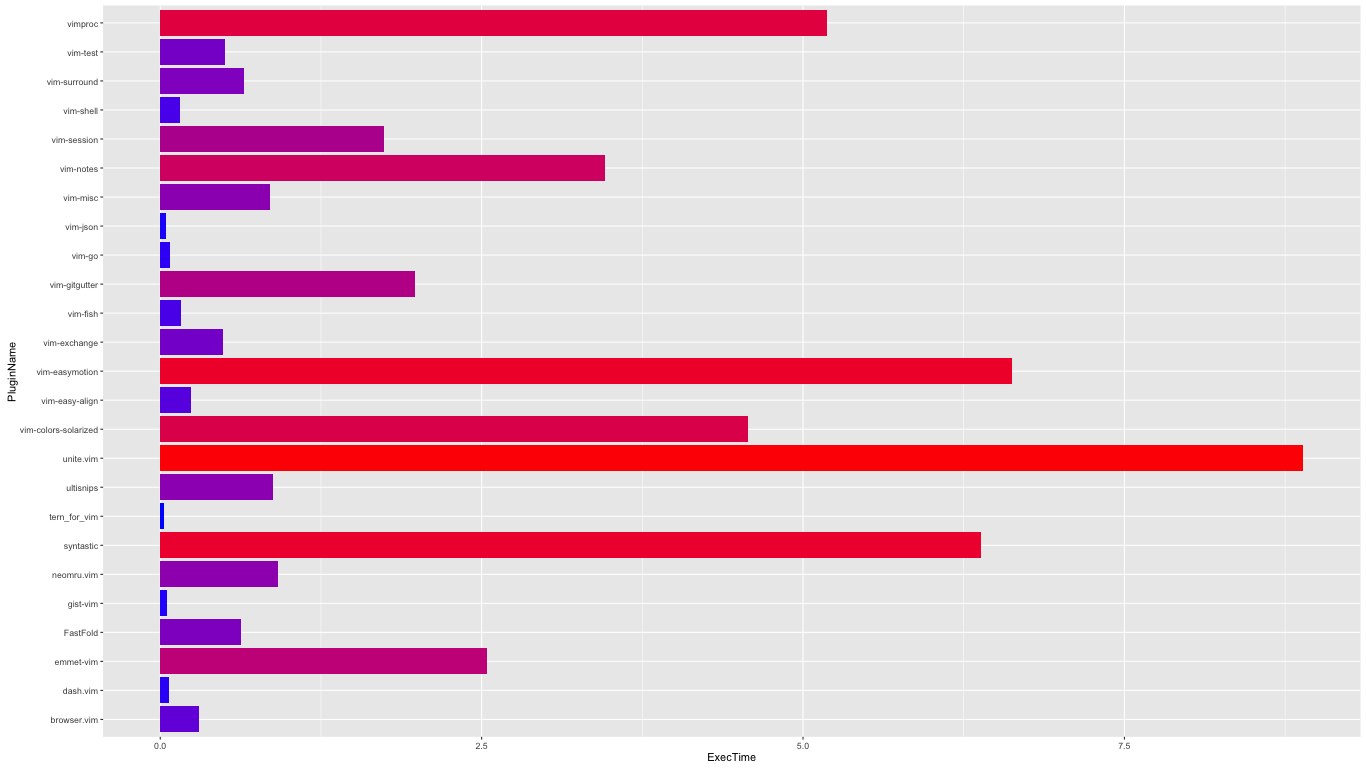 vimproc
vim-test
vim-surround
vim-shell
vim-session
vim-notes
vim-misc
vim-json
vim-go
vim-gitgutter
vim-fish
vim-exchange
vim-easymotion
vim-easy-align
vim-colors-solarized
unite.vim
ultisnips
tern_for_vim
syntastic
neomru.vim
gist-vim
FastFold
emmet-vim
dash.vim
browser.vim
PluginName
0.0 2.5 5.0 7.5
ExecTime